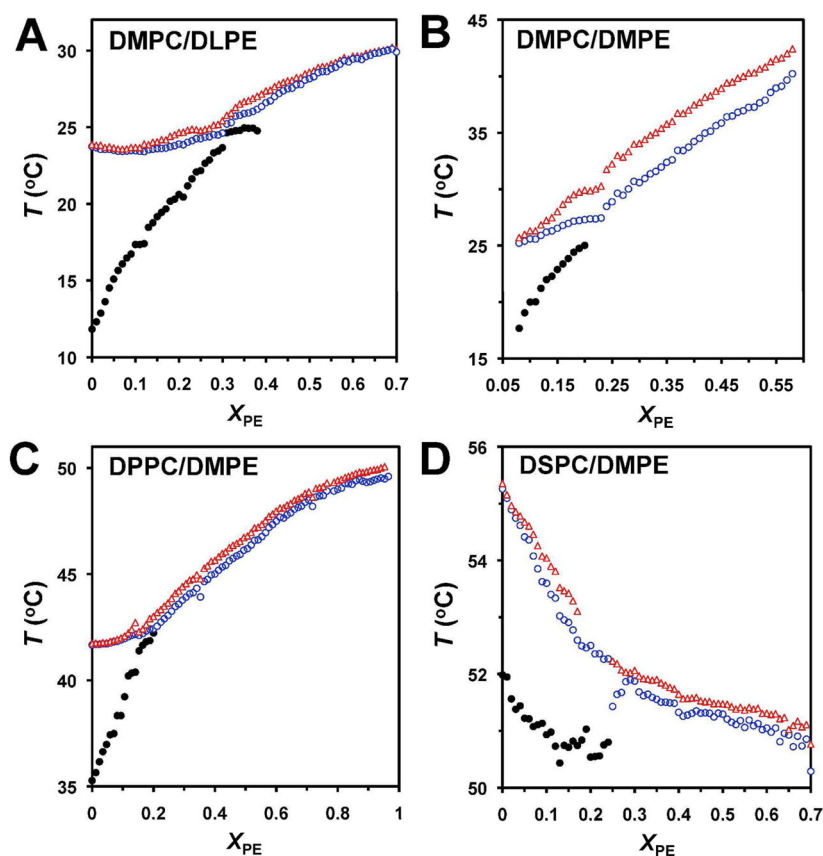 A
DMPC/DLPE
30
25
20
15
10
T (°C)
0 0.1 0.2 0.3 0.4 0.5 0.6 0.7
XPE
B
DMPC/DMPE
45
35
25
15
T (°C)
0.05 0.15 0.25 0.35 0.45 0.55
XPE
C
DPPC/DMPE
50
45
40
35
T (°C)
0 0.2 0.4 0.6 0.8 1
XPE
D
DSPC/DMPE
56
54
52
50
T (°C)
0 0.1 0.2 0.3 0.4 0.5 0.6 0.7
XPE